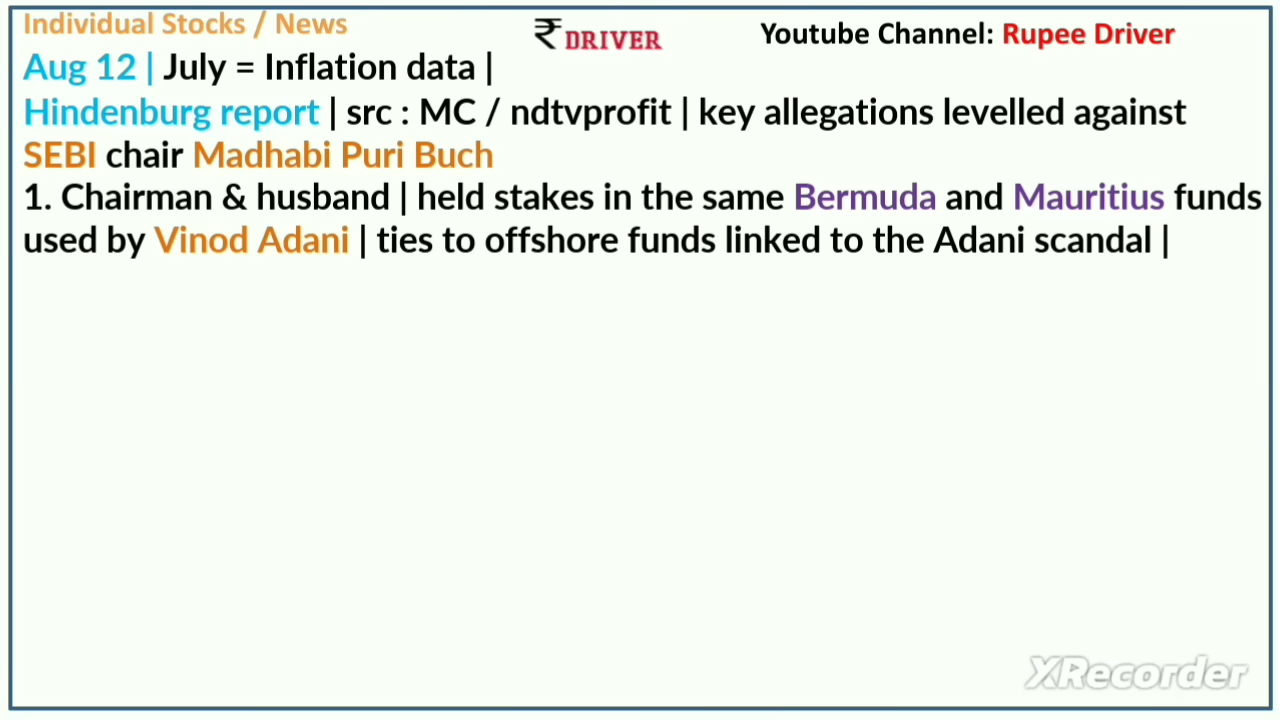 Individual Stocks / News
₹ DRIVER
Youtube Channel: Rupee Driver
Aug 12 | July = Inflation data |
Hindenburg report | src : MC / ndtvprofit | key allegations levelled against
SEBI chair Madhabi Puri Buch
1. Chairman & husband | held stakes in the same Bermuda and Mauritius funds
used by Vinod Adani | ties to offshore funds linked to the Adani scandal |
XRecorder